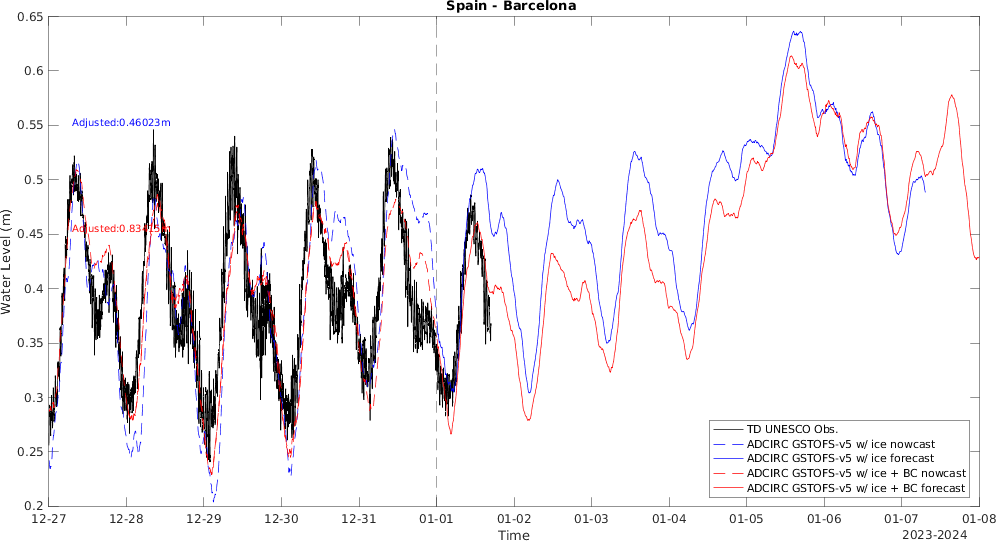 Spain - Barcelona
0.65
0.6
0.55
0.5
0.45
0.4
0.35
0.3
0.25
0.2
Water Level (m)
Adjusted:0.46023m
TD UNESCO Obs.
ADCIRC GSTOFS-v5 w/ ice nowcast
ADCIRC GSTOFS-v5 w/ ice forecast
ADCIRC GSTOFS-v5 w/ ice + BC nowcast
ADCIRC GSTOFS-v5 w/ ice + BC forecast
12-27 12-28 12-29 12-30 12-31 01-01 01-02 01-03 01-04 01-05 01-06 01-07 01-08
Time
2023-2024